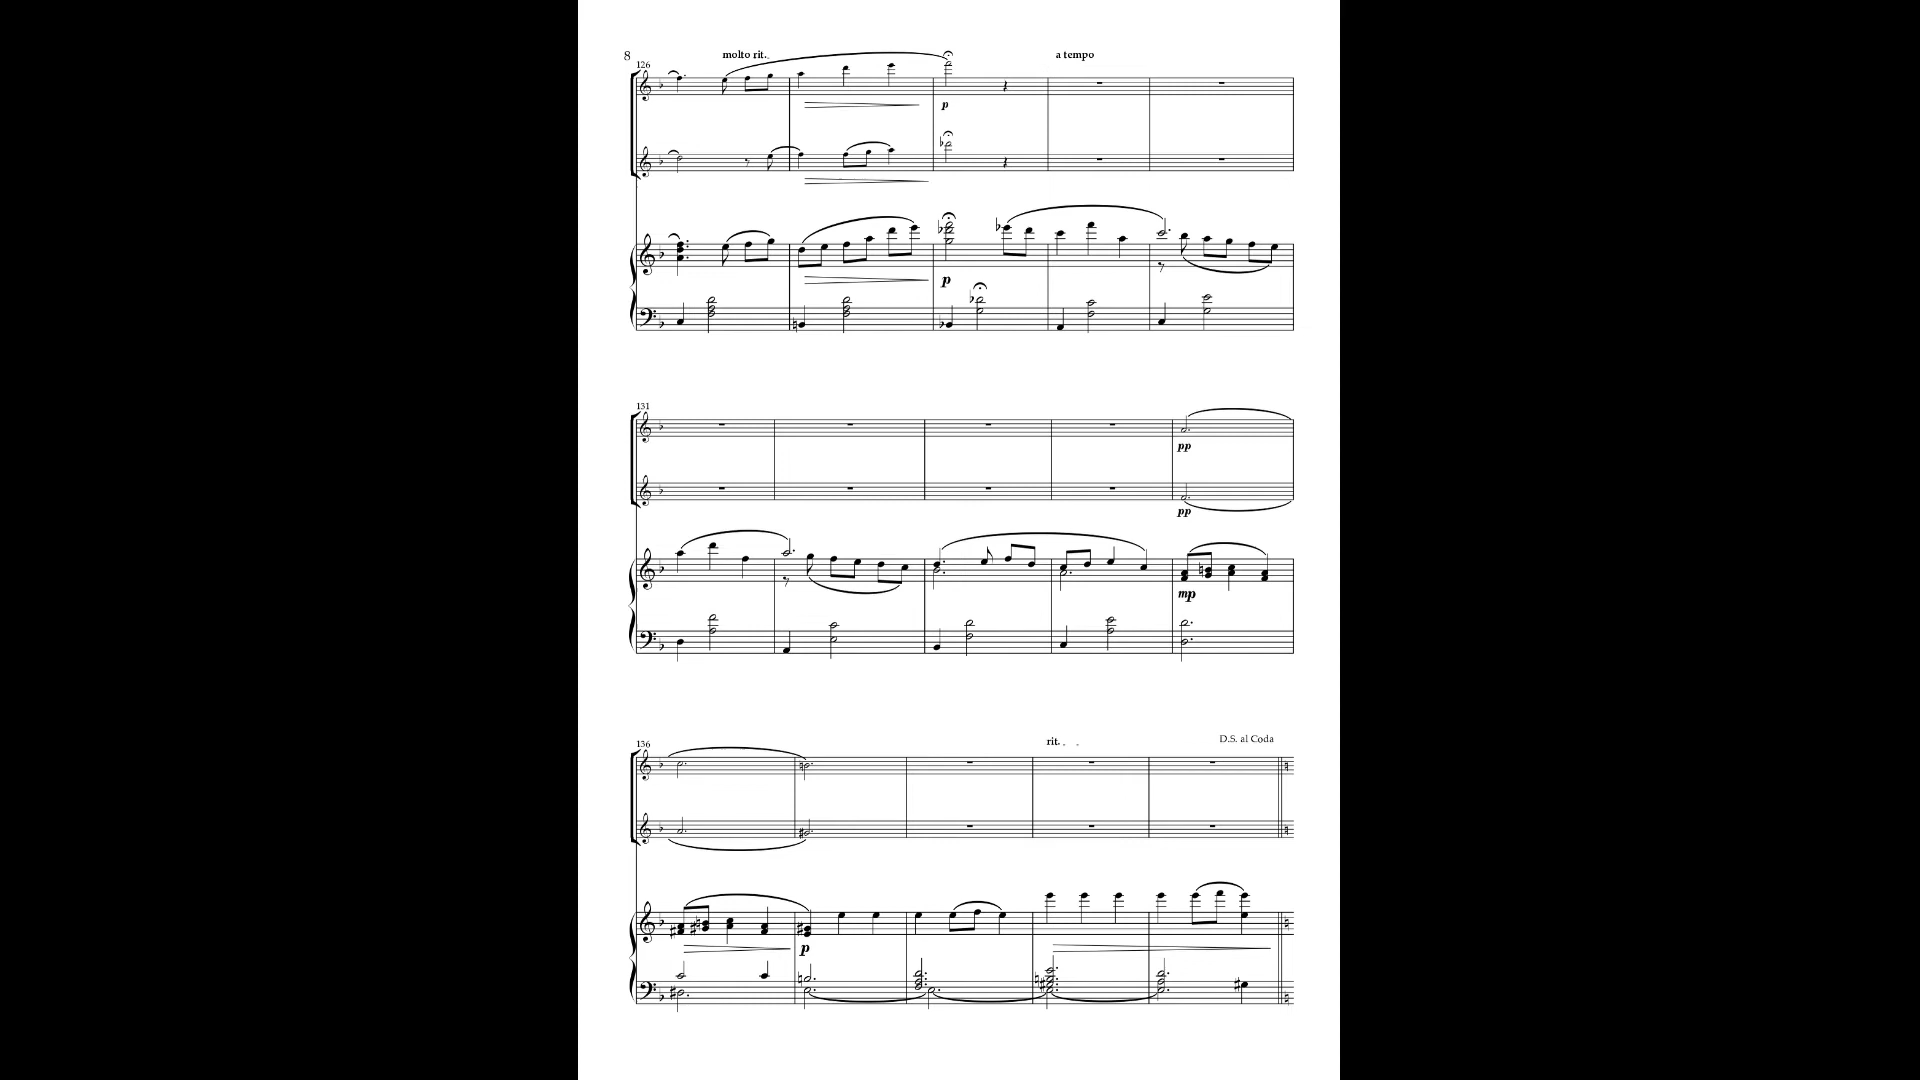 8 molto rit. a tempo
126
p
p
131
pp
pp
mp
rit. D.S. al Coda
136
p